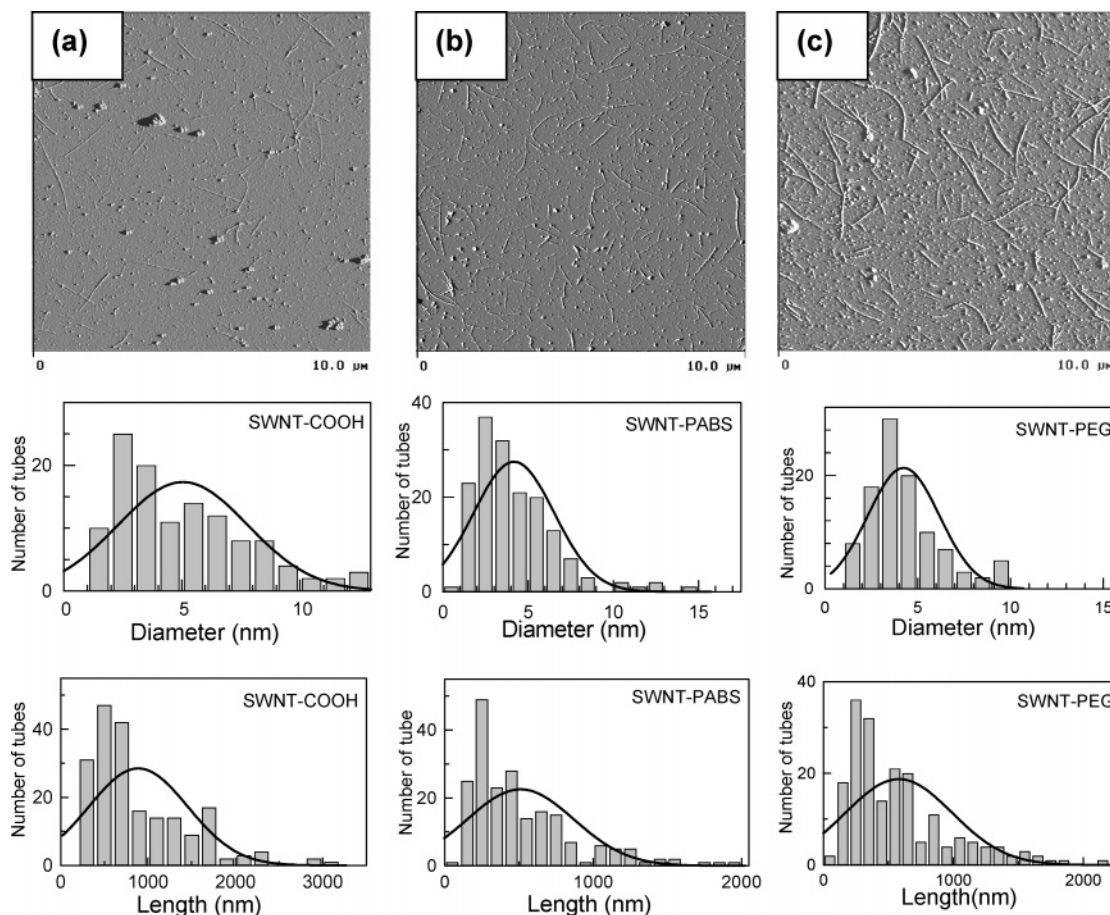 (a)
(b)
(c)
0 10.0 µm
0 10.0 µm
0 10.0 µm
SWNT-COOH
Number of tubes
20
0
0 5 10
Diameter (nm)
SWNT-PABS
Number of tubes
40
20
0
0 5 10 15
Diameter (nm)
SWNT-PEG
Number of tubes
20
0
0 5 10 15
Diameter (nm)
SWNT-COOH
Number of tubes
40
20
0
0 1000 2000 3000
Length (nm)
SWNT-PABS
Number of tube
40
20
0
0 1000 2000
Length (nm)
SWNT-PEG
Number of tubes
40
20
0
0 1000 2000
Length(nm)